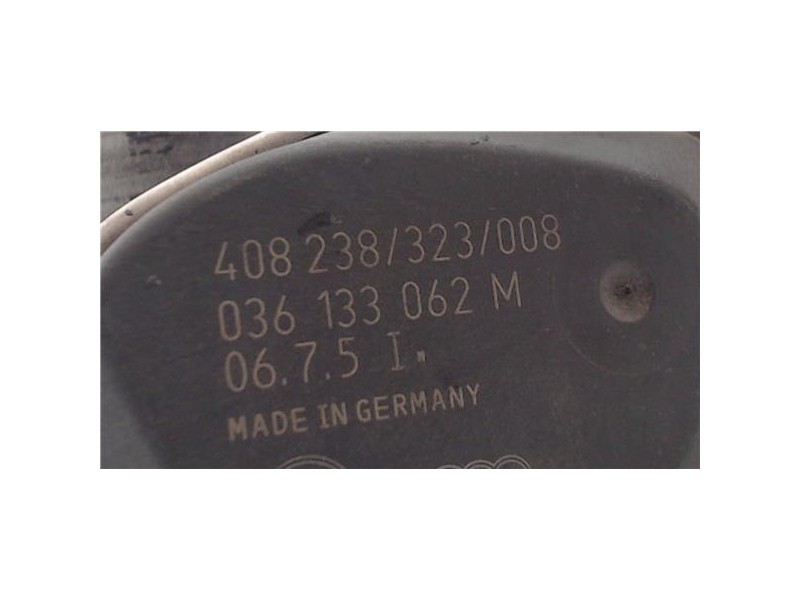 408 238/323/008
036 133 062 M
06.7.5 I
MADE IN GERMANY